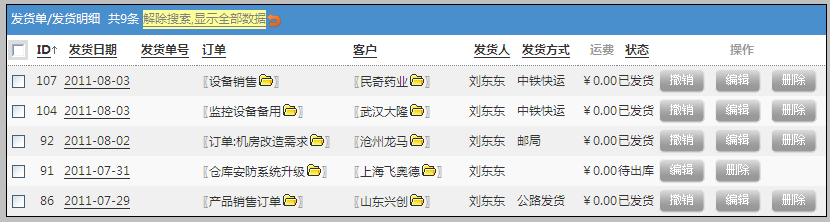 发货单/发货明细 共9条 解除搜索,显示全部数据
ID↑ 发货日期 发货单号 订单 客户 发货人 发货方式 运费 状态 操作
107 2011-08-03 〖设备销售〗 〖民奇药业〗 刘东东 中铁快运 ￥0.00 已发货 撤销 编辑 删除
104 2011-08-03 〖监控设备备用〗 〖武汉大隆〗 刘东东 中铁快运 ￥0.00 已发货 撤销 编辑 删除
92 2011-08-02 〖订单:机房改造需求〗 〖沧州龙马〗 刘东东 邮局 ￥0.00 已发货 撤销 编辑 删除
91 2011-07-31 〖仓库安防系统升级〗 〖上海飞奥德〗 刘东东 ￥0.00 待出库 编辑 删除
86 2011-07-29 〖产品销售订单〗 〖山东兴创〗 刘东东 公路发货 ￥0.00 已发货 撤销 编辑 删除